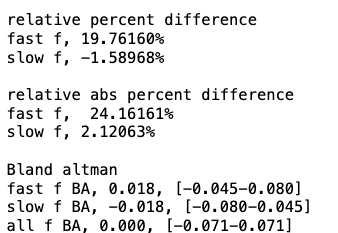 relative percent difference
fast f, 19.76160%
slow f, -1.58968%

relative abs percent difference
fast f,  24.16161%
slow f, 2.12063%

Bland altman
fast f BA, 0.018, [-0.045-0.080]
slow f BA, -0.018, [-0.080-0.045]
all f BA, 0.000, [-0.071-0.071]